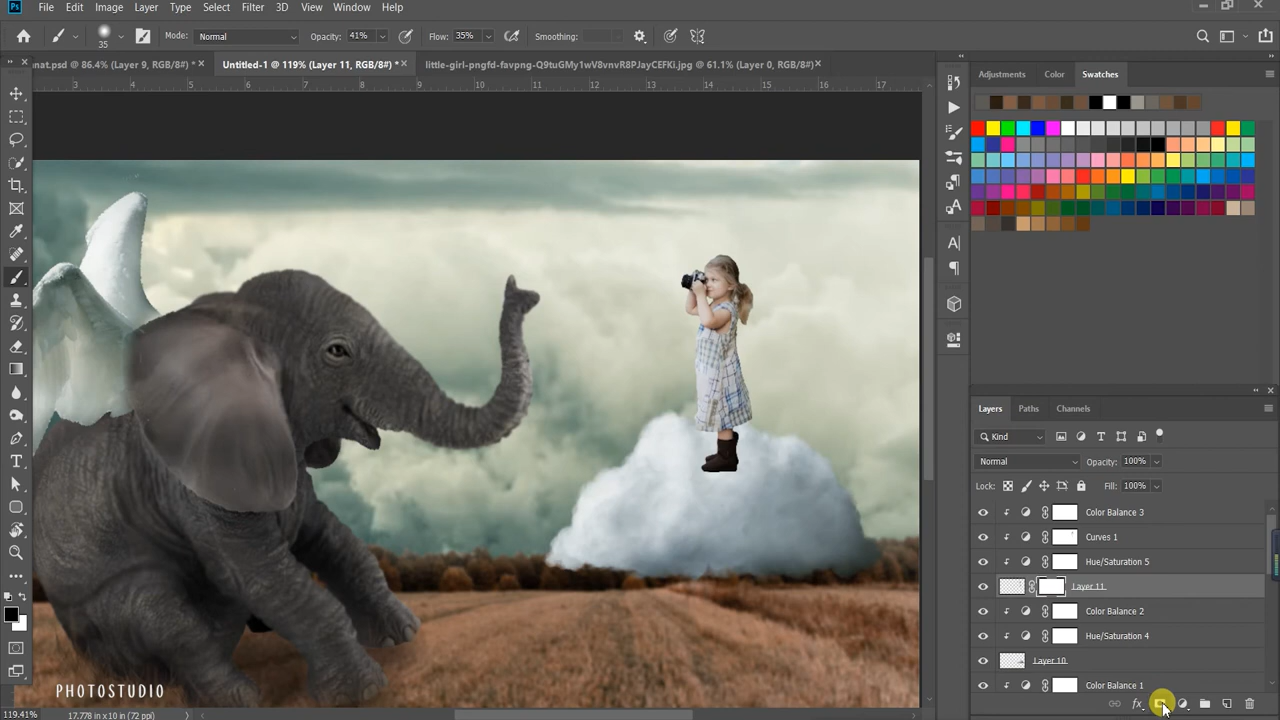 Ps File Edit Image Layer Type Select Filter 3D View Window Help
35 Mode: Normal Opacity: 41% Flow: 35% Smoothing:
nat.psd @ 86.4% (Layer 9, RGB/8#) * × Untitled-1 @ 119% (Layer 11, RGB/8#) * × little-girl-pngfd-favpng-Q9tuGMy1wV8vnvR8PJayCEFKi.jpg @ 61.1% (Layer 0, RGB/8#) ×
3 4 5 6 7 8 9 10 11 12 13 14 15 16 17
Adjustments Color Swatches
Layers Paths Channels
Kind
Normal Opacity: 100%
Lock: Fill: 100%
Color Balance 3
Curves 1
Hue/Saturation 5
Layer 11
Color Balance 2
Hue/Saturation 4
Layer 10
Color Balance 1
fx
PHOTOSTUDIO
119.41% 17.778 in x 10 in (72 ppi)